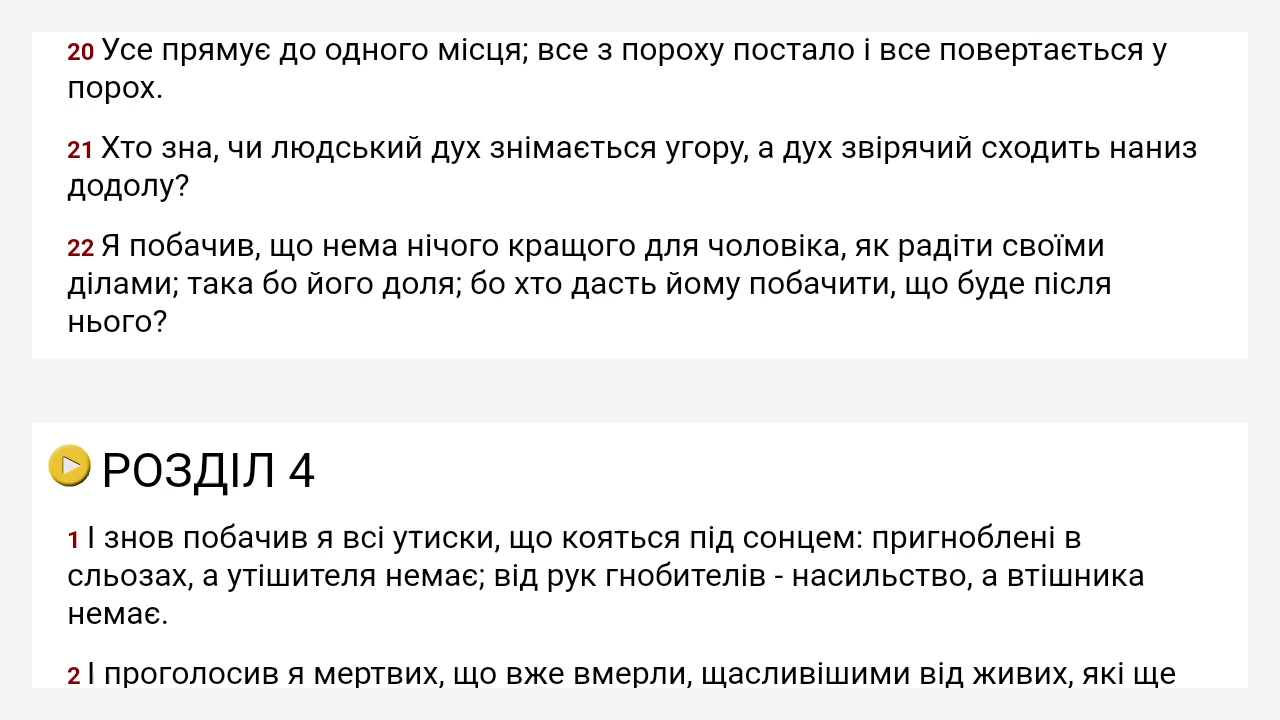 20 Усе прямує до одного місця; все з пороху постало і все повертається у
порох.
21 Хто зна, чи людський дух знімається угору, а дух звірячий сходить наниз
додолу?
22 Я побачив, що нема нічого кращого для чоловіка, як радіти своїми
ділами; така бо його доля; бо хто дасть йому побачити, що буде після
нього?
РОЗДІЛ 4
1 І знов побачив я всі утиски, що кояться під сонцем: пригноблені в
сльозах, а утішителя немає; від рук гнобителів - насильство, а втішника
немає.
2 І проголосив я мертвих, що вже вмерли, щасливішими від живих, які ще